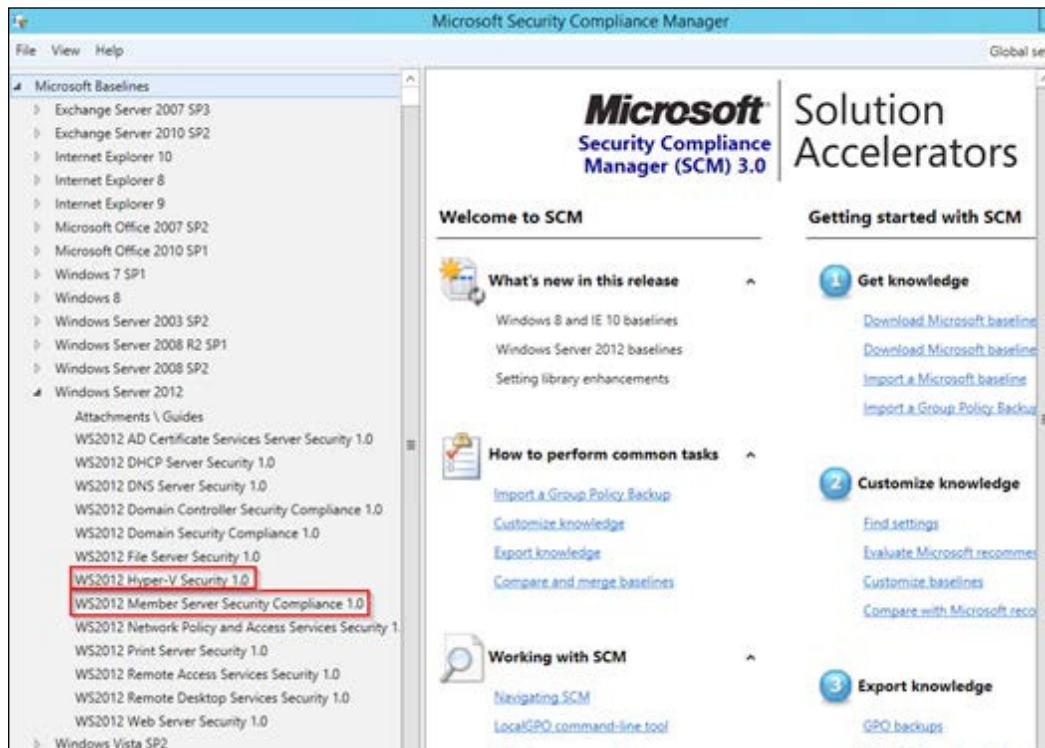 Microsoft Security Compliance Manager
File View Help
Global se
Microsoft Baselines
Exchange Server 2007 SP3
Exchange Server 2010 SP2
Internet Explorer 10
Internet Explorer 8
Internet Explorer 9
Microsoft Office 2007 SP2
Microsoft Office 2010 SP1
Windows 7 SP1
Windows 8
Windows Server 2003 SP2
Windows Server 2008 R2 SP1
Windows Server 2008 SP2
Windows Server 2012
Attachments \ Guides
WS2012 AD Certificate Services Server Security 1.0
WS2012 DHCP Server Security 1.0
WS2012 DNS Server Security 1.0
WS2012 Domain Controller Security Compliance 1.0
WS2012 Domain Security Compliance 1.0
WS2012 File Server Security 1.0
WS2012 Hyper-V Security 1.0
WS2012 Member Server Security Compliance 1.0
WS2012 Network Policy and Access Services Security 1.
WS2012 Print Server Security 1.0
WS2012 Remote Access Services Security 1.0
WS2012 Remote Desktop Services Security 1.0
WS2012 Web Server Security 1.0
Windows Vista SP2
Microsoft
Security Compliance
Manager (SCM) 3.0
Solution
Accelerators
Welcome to SCM
What's new in this release
Windows 8 and IE 10 baselines
Windows Server 2012 baselines
Setting library enhancements
How to perform common tasks
Import a Group Policy Backup
Customize knowledge
Export knowledge
Compare and merge baselines
Working with SCM
Navigating SCM
LocalGPO command-line tool
Getting started with SCM
1 Get knowledge
Download Microsoft baseline
Download Microsoft baseline
Import a Microsoft baseline
Import a Group Policy Backup
2 Customize knowledge
Find settings
Evaluate Microsoft recommen
Customize baselines
Compare with Microsoft reco
3 Export knowledge
GPO backups